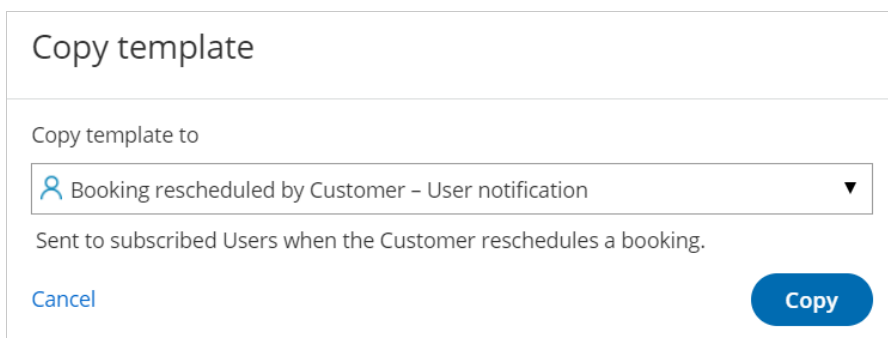 Copy template
Copy template to
Booking rescheduled by Customer – User notification
Sent to subscribed Users when the Customer reschedules a booking.
Cancel
Copy